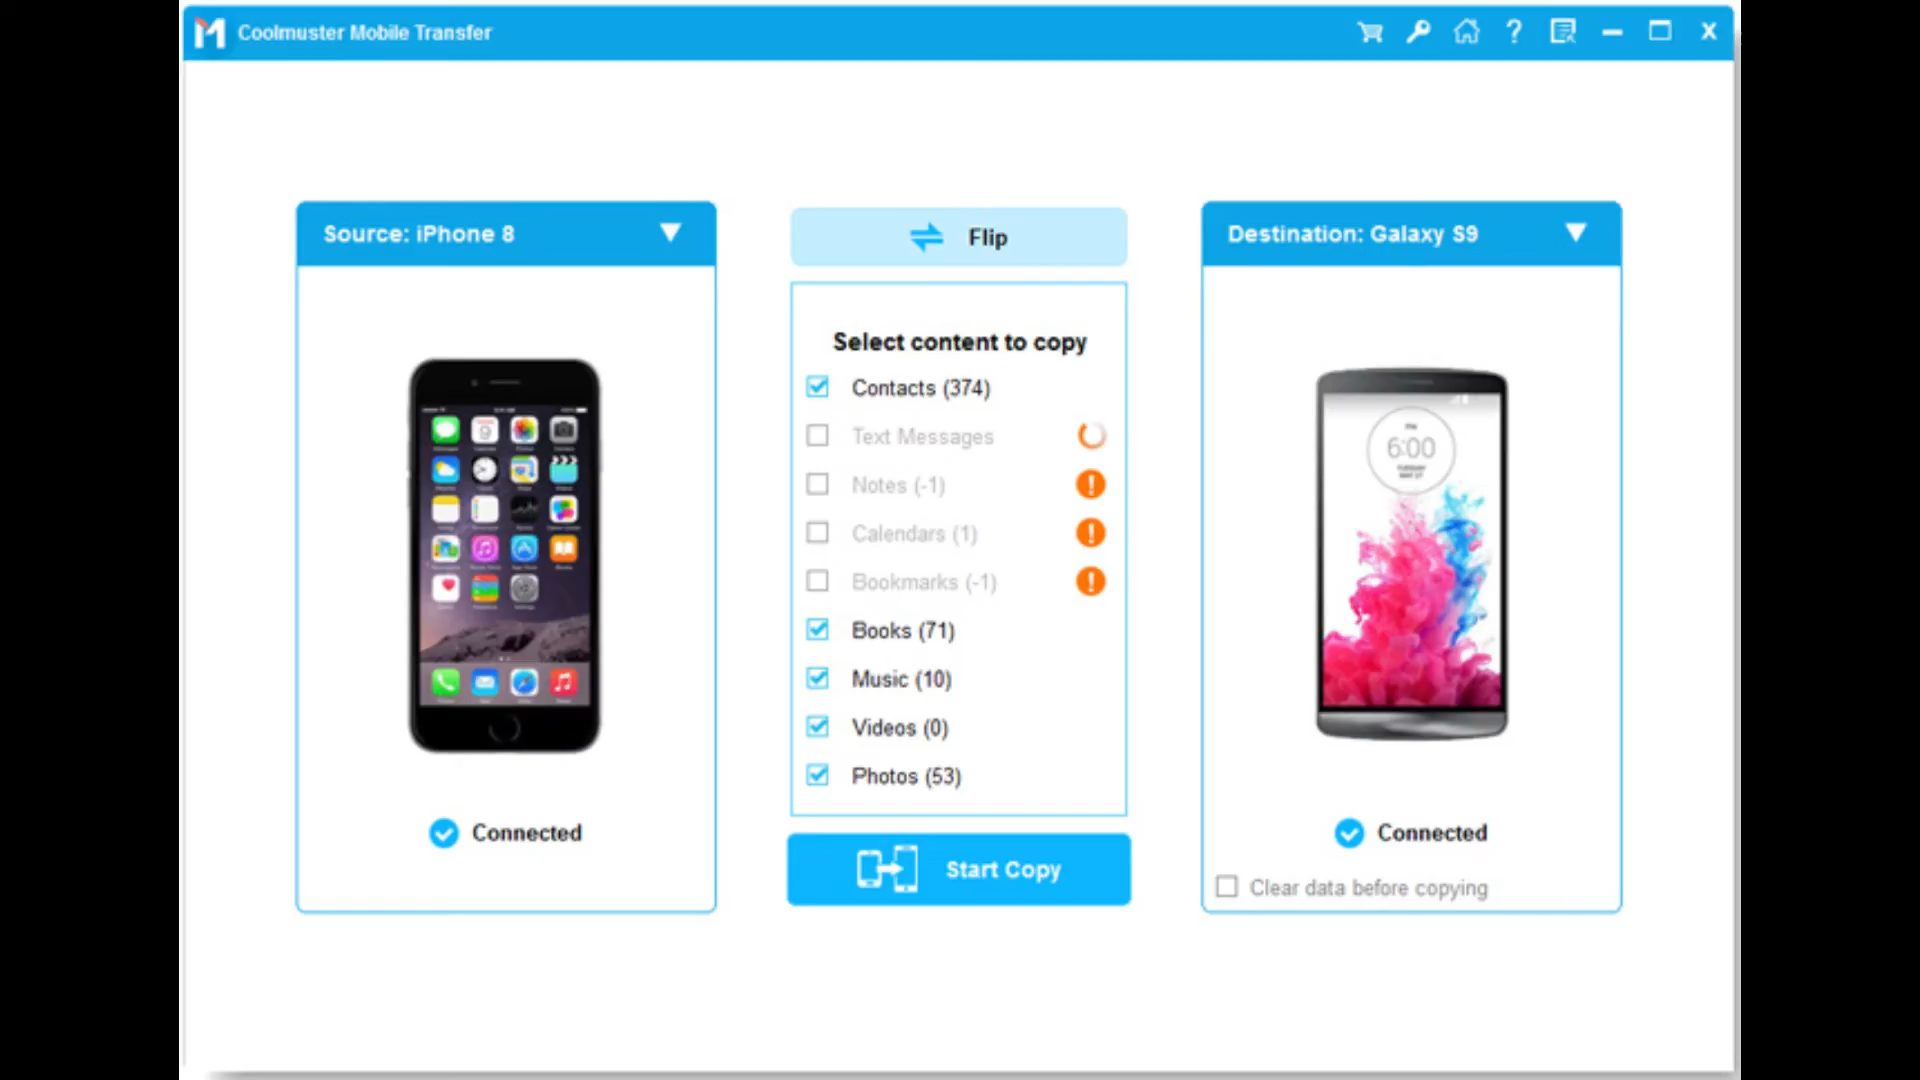 Coolmuster Mobile Transfer
Source: iPhone 8
Flip
Destination: Galaxy S9
Select content to copy
Contacts (374)
Text Messages
Notes (-1)
Calendars (1)
Bookmarks (-1)
Books (71)
Music (10)
Videos (0)
Photos (53)
6:00
Connected
Start Copy
Connected
Clear data before copying